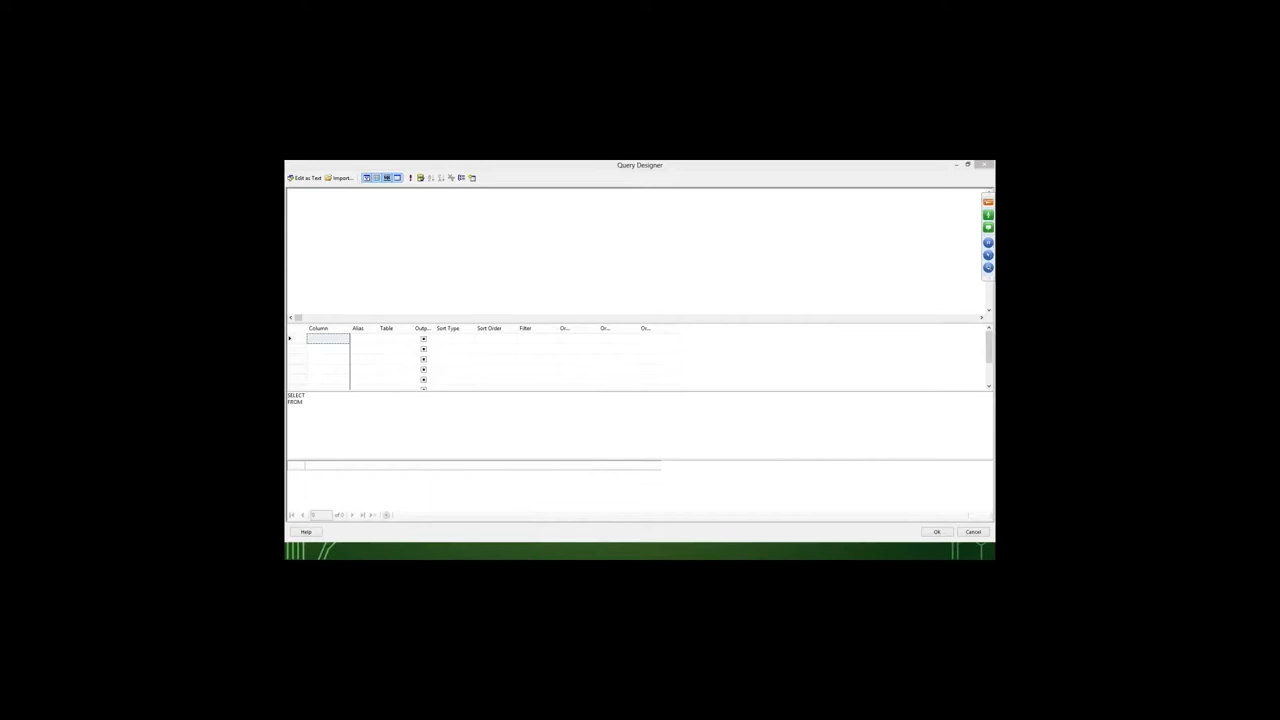 Query Designer
Edit as Text Import...
Column Alias Table Outp... Sort Type Sort Order Filter Or... Or... Or...
SELECT
FROM
Help OK Cancel